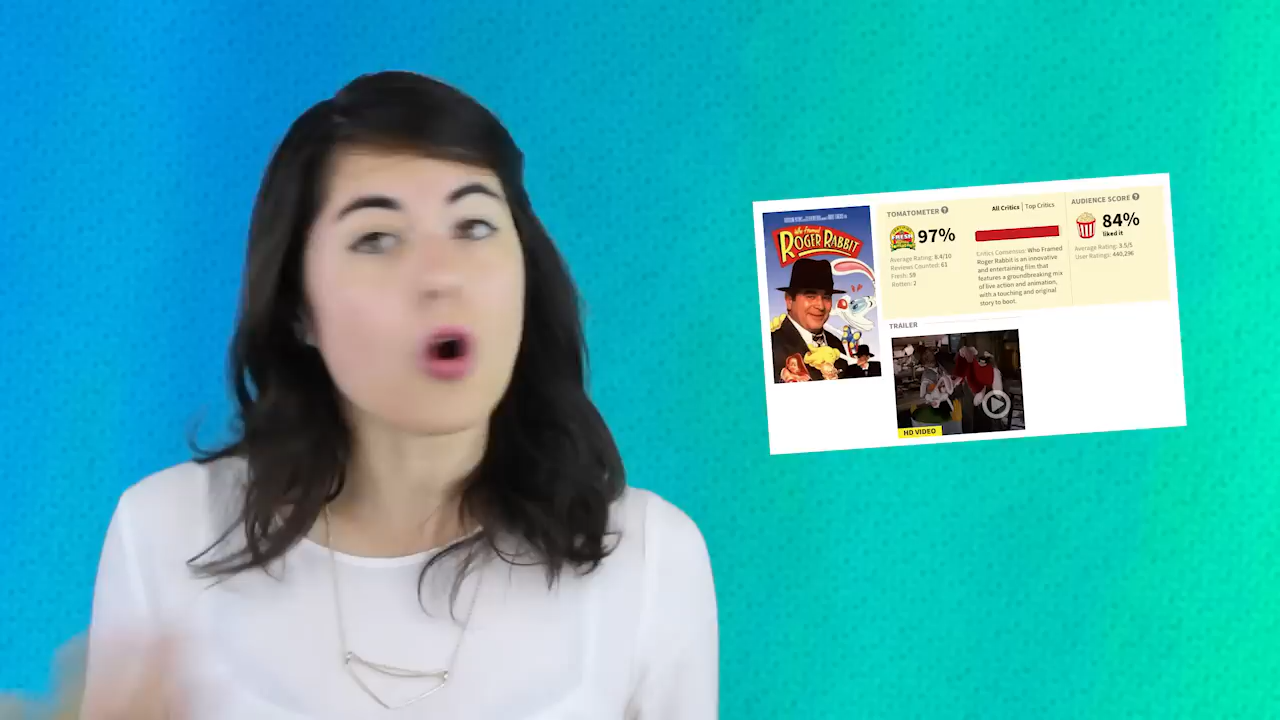 Who Framed
ROGER RABBIT
TOMATOMETER
All Critics | Top Critics
FRESH
97%
Average Rating: 8.4/10
Reviews Counted: 61
Fresh: 59
Rotten: 2
Critics Consensus: Who Framed
Roger Rabbit is an innovative
and entertaining film that
features a groundbreaking mix
of live action and animation,
with a touching and original
story to boot.
AUDIENCE SCORE
84%
liked it
Average Rating: 3.5/5
User Ratings: 440,296
TRAILER
HD VIDEO